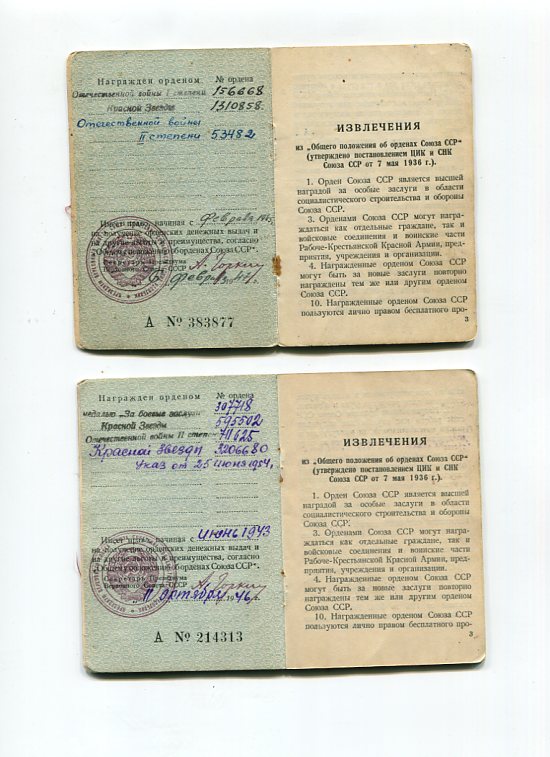 Награжден орденом № ордена
Отечественной войны I степени 156668
Красной Звезды 1310858
Отечественной войны
II степени 53482
Имеет право, начиная с февраля
на получение орденских денежных выдач и
на другие льготы и преимущества, согласно
Общему положению об орденах Союза ССР".
Секретарь Президиума
Верховного Совета СССР А. Горкин
февраля
А № 383877
ИЗВЛЕЧЕНИЯ
из „Общего положения об орденах Союза ССР"
(утверждено постановлением ЦИК и СНК
Союза ССР от 7 мая 1936 г.).
1. Орден Союза ССР является высшей
наградой за особые заслуги в области
социалистического строительства и обороны
Союза ССР.
3. Орденами Союза ССР могут награ-
ждаться как отдельные граждане, так и
войсковые соединения и воинские части
Рабоче-Крестьянской Красной Армии, пред-
приятия, учреждения и организации.
4. Награжденные орденом Союза ССР
могут быть за новые заслуги повторно
награждены тем же или другим орденом
Союза ССР.
10. Награжденные орденом Союза ССР
пользуются лично правом бесплатного про-
3
Награжден орденом № ордена
медалью „За боевые заслуги 307718
Красной Звезды 595502
Отечественной войны II степ- 711625
Красной Звезды 3206680
Указ от 25 июня 1954г.
Имеет право, начиная с июнь 1943
на получение орденских денежных выдач и
на другие льготы и преимущества, согласно
Общему положению об орденах Союза ССР".
Секретарь Президиума
Верховного Совета СССР А. Горкин
"11" октября 1946г.
А № 214313
ИЗВЛЕЧЕНИЯ
из „Общего положения об орденах Союза ССР"
(утверждено постановлением ЦИК и СНК
Союза ССР от 7 мая 1936 г.).
1. Орден Союза ССР является высшей
наградой за особые заслуги в области
социалистического строительства и обороны
Союза ССР.
3. Орденами Союза ССР могут награ-
ждаться как отдельные граждане, так и
войсковые соединения и воинские части
Рабоче-Крестьянской Красной Армии, пред-
приятия, учреждения и организации.
4. Награжденные орденом Союза ССР
могут быть за новые заслуги повторно
награждены тем же или другим орденом
Союза ССР.
10. Награжденные орденом Союза ССР
пользуются лично правом бесплатного про-
3